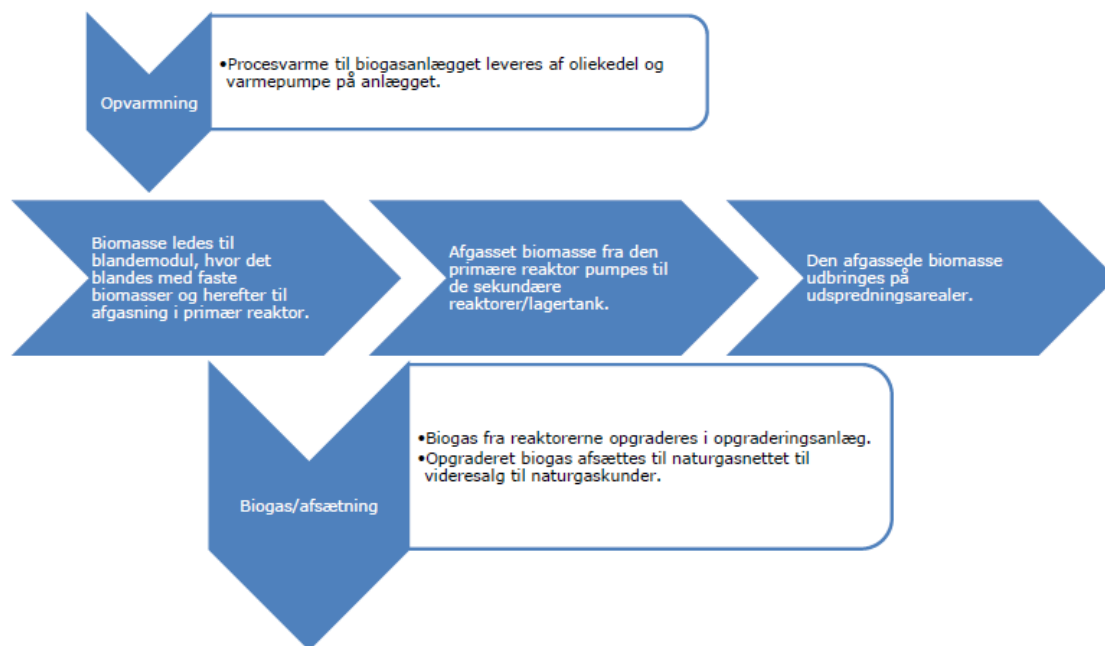 •Procesvarme til biogasanlægget leveres af oliekedel og
varmepumpe på anlægget.
Opvarmning
Biomasse ledes til
blandemodul, hvor det
blandes med faste
biomasser og herefter til
afgasning i primær reaktor.
Afgasset biomasse fra den
primære reaktor pumpes til
de sekundære
reaktorer/lagertank.
Den afgassede biomasse
udbringes på
udspredningsarealer.
•Biogas fra reaktorerne opgraderes i opgraderingsanlæg.
•Opgraderet biogas afsættes til naturgasnettet til
videresalg til naturgaskunder.
Biogas/afsætning